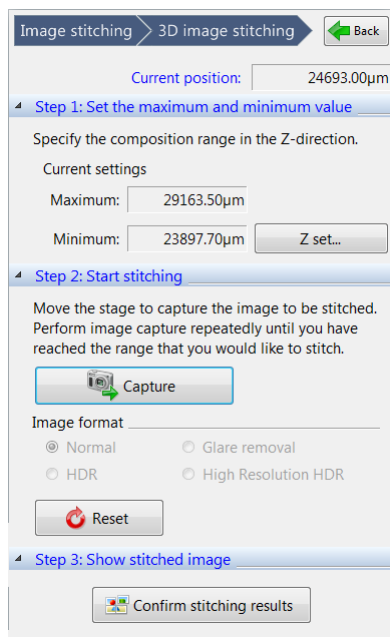 Image stitching 3D image stitching Back
Current position: 24693.00µm
Step 1: Set the maximum and minimum value
Specify the composition range in the Z-direction.
Current settings
Maximum: 29163.50µm
Minimum: 23897.70µm Z set...
Step 2: Start stitching
Move the stage to capture the image to be stitched.
Perform image capture repeatedly until you have
reached the range that you would like to stitch.
Capture
Image format
Normal Glare removal
HDR High Resolution HDR
Reset
Step 3: Show stitched image
Confirm stitching results